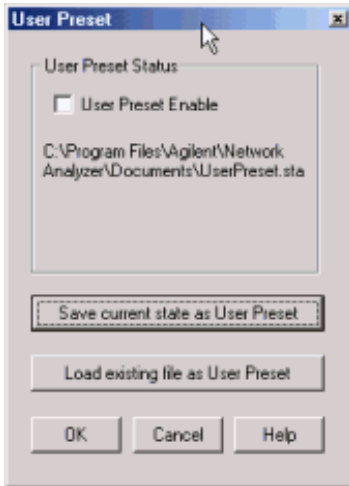 User Preset
User Preset Status
User Preset Enable
C:\Program Files\Agilent\Network
Analyzer\Documents\UserPreset.sta
Save current state as User Preset
Load existing file as User Preset
OK Cancel Help